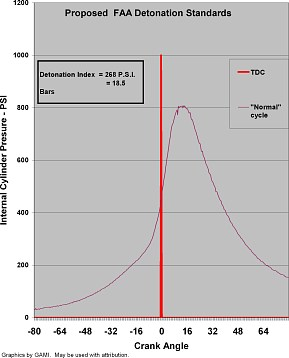 Proposed FAA Detonation Standards
1200
1000
800
600
400
200
0
Internal Cylinder Presure - PSI
Detonation Index = 268 P.S.I.
= 18.5
Bars
TDC
"Normal"
cycle
-80 -64 -48 -32 -16 0 16 32 48 64
Crank Angle
Graphics by GAMI. May be used with attribution.